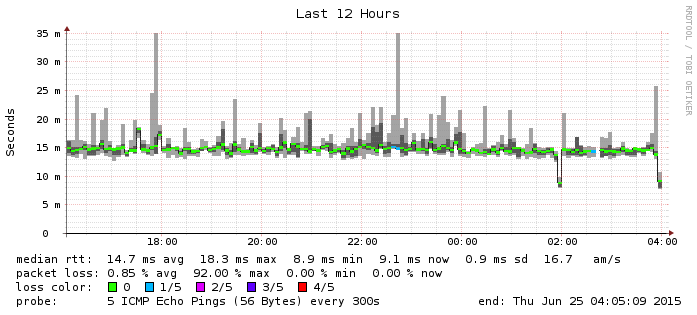 Last 12 Hours
RRDTOOL / TOBI OETIKER
Seconds
35 m
30 m
25 m
20 m
15 m
10 m
5 m
0
18:00 20:00 22:00 00:00 02:00 04:00
median rtt: 14.7 ms avg 18.3 ms max 8.9 ms min 9.1 ms now 0.9 ms sd 16.7 am/s
packet loss: 0.85 % avg 92.00 % max 0.00 % min 0.00 % now
loss color: 0 1/5 2/5 3/5 4/5
probe: 5 ICMP Echo Pings (56 Bytes) every 300s end: Thu Jun 25 04:05:09 2015